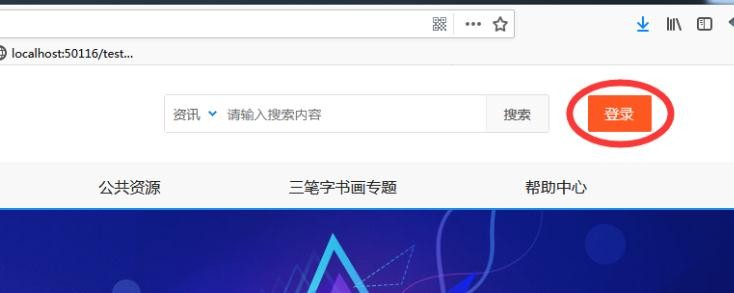 localhost:50116/test...
资讯 请输入搜索内容 搜索 登录
公共资源 三笔字书画专题 帮助中心